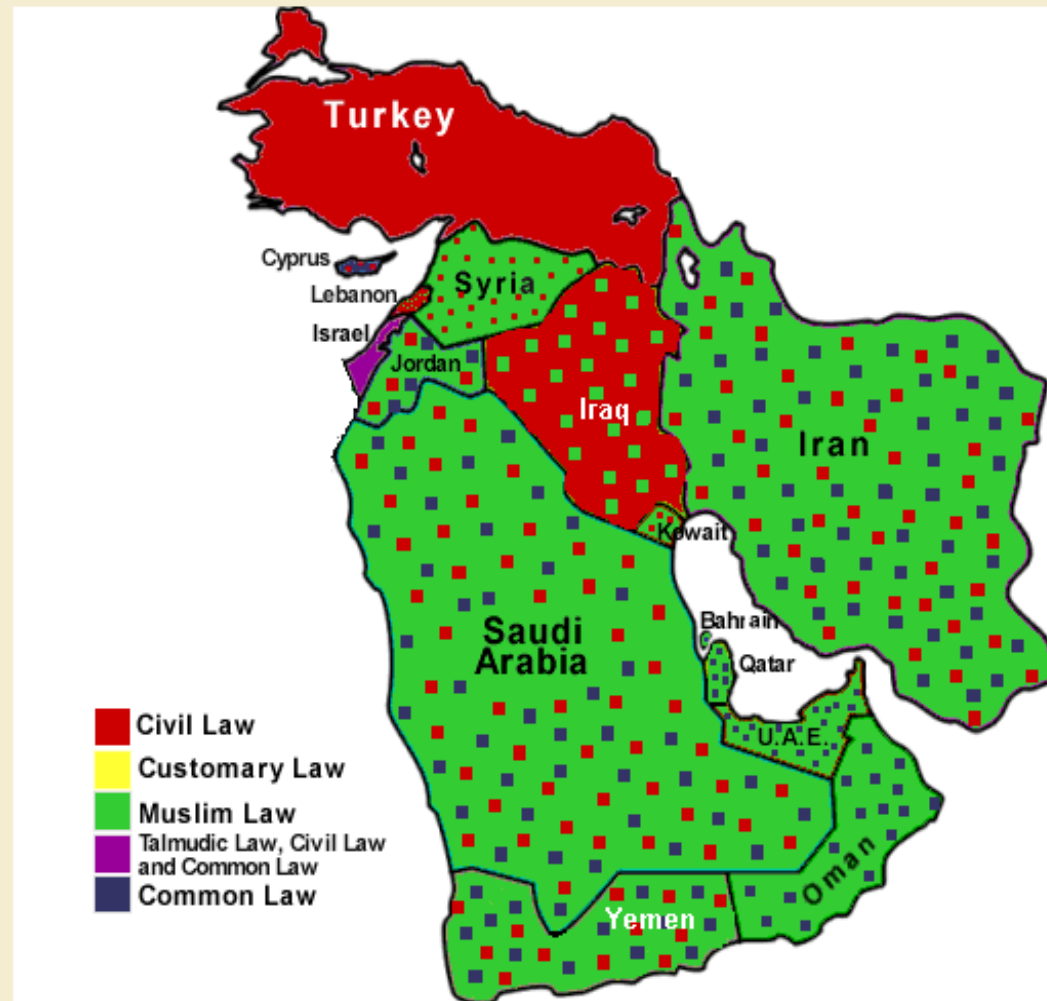 Turkey
Cyprus
Lebanon
Syria
Israel
Jordan
Iraq
Iran
Kowait
Saudi
Arabia
Bahrain
Qatar
U.A.E.
Oman
Yemen
Civil Law
Customary Law
Muslim Law
Talmudic Law, Civil Law
and Common Law
Common Law